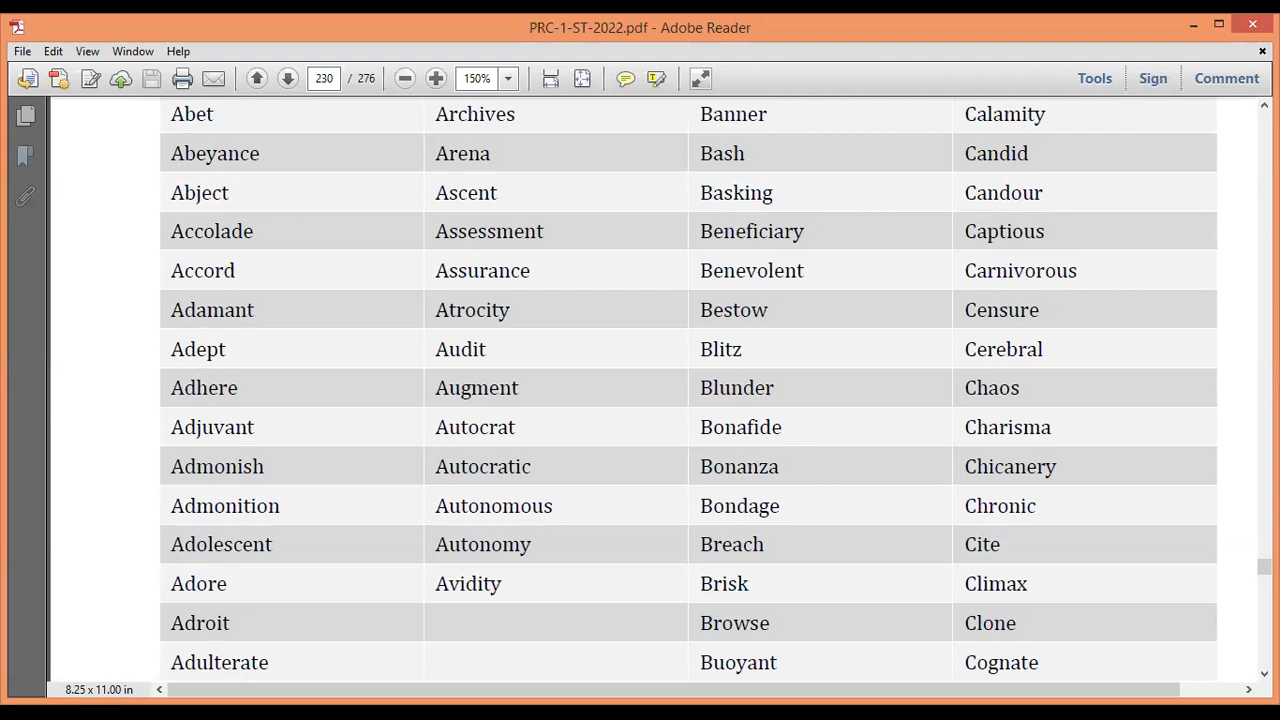 PRC-1-ST-2022.pdf - Adobe Reader
File Edit View Window Help
230 / 276 150% Tools Sign Comment
Abet Archives Banner Calamity
Abeyance Arena Bash Candid
Abject Ascent Basking Candour
Accolade Assessment Beneficiary Captious
Accord Assurance Benevolent Carnivorous
Adamant Atrocity Bestow Censure
Adept Audit Blitz Cerebral
Adhere Augment Blunder Chaos
Adjuvant Autocrat Bonafide Charisma
Admonish Autocratic Bonanza Chicanery
Admonition Autonomous Bondage Chronic
Adolescent Autonomy Breach Cite
Adore Avidity Brisk Climax
Adroit Browse Clone
Adulterate Buoyant Cognate
8.25 x 11.00 in